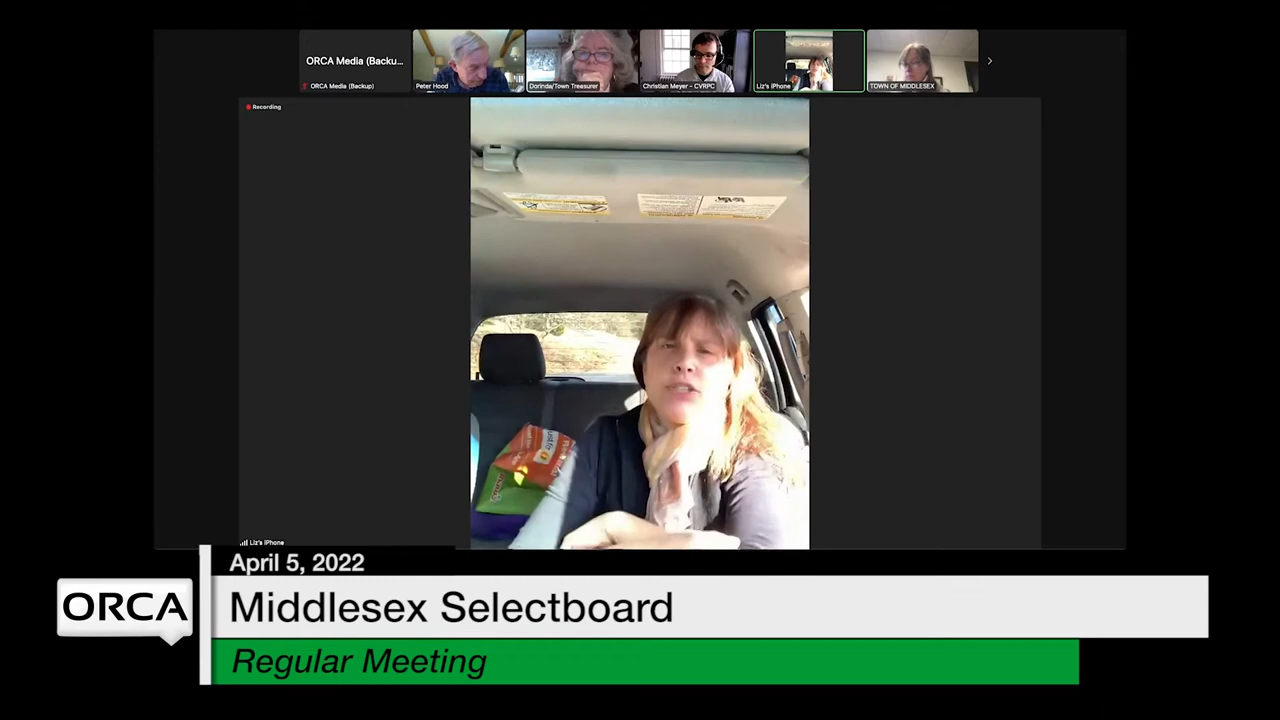 ORCA Media (Backu...
ORCA Media (Backup)
Peter Hood
Dorinda/Town Treasurer
Christian Meyer - CVRPC
Liz's iPhone
TOWN OF MIDDLESEX
Recording
Liz's iPhone
April 5, 2022
ORCA
Middlesex Selectboard
Regular Meeting